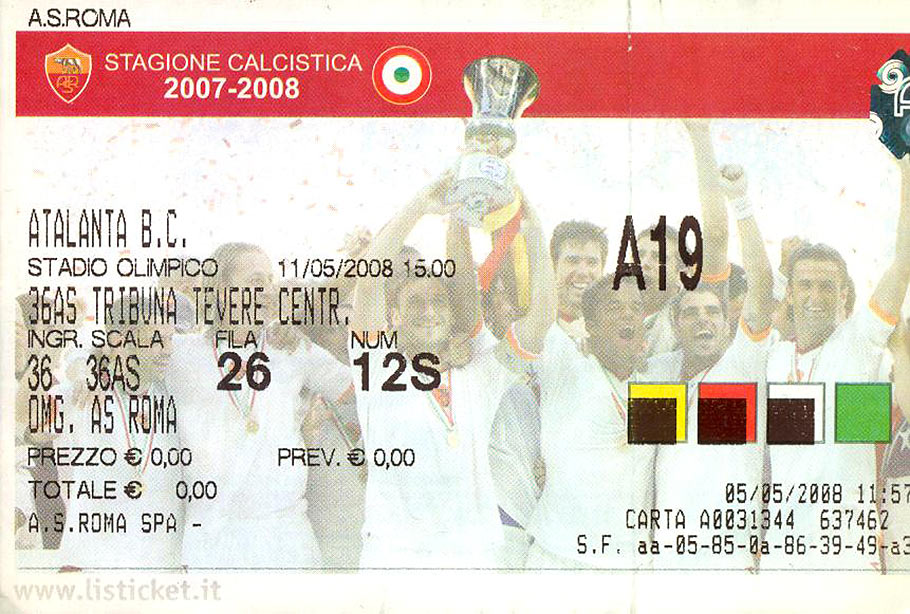 A.S.ROMA
STAGIONE CALCISTICA
2007-2008
ATALANTA B.C.
STADIO OLIMPICO 11/05/2008 15.00
A19
36AS TRIBUNA TEVERE CENTR.
INGR. SCALA FILA NUM
36 36AS 26 12S
OMG. AS ROMA
PREZZO € 0,00 PREV. € 0,00
TOTALE € 0,00
05/05/2008 11:57
A.S.ROMA SPA -
CARTA A0031344 637462
S.F. aa-05-85-0a-86-39-49-a3
www.listicket.it